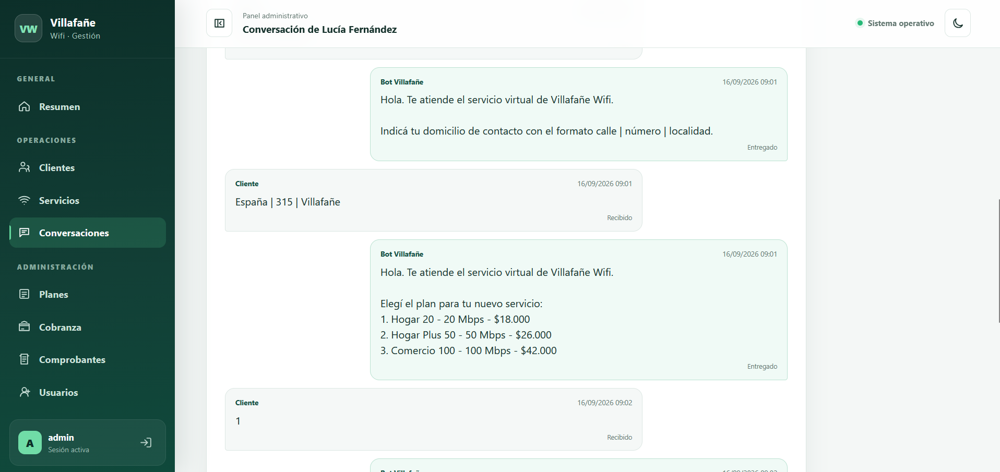 VW
Villafañe
Wifi · Gestión
GENERAL
Resumen
OPERACIONES
Clientes
Servicios
Conversaciones
ADMINISTRACIÓN
Planes
Cobranza
Comprobantes
Usuarios
A
admin
Sesión activa
Panel administrativo
Conversación de Lucía Fernández
Sistema operativo
Bot Villafañe 16/09/2026 09:01
Hola. Te atiende el servicio virtual de Villafañe Wifi.
Indicá tu domicilio de contacto con el formato calle | número | localidad.
Entregado
Cliente 16/09/2026 09:01
España | 315 | Villafañe
Recibido
Bot Villafañe 16/09/2026 09:01
Hola. Te atiende el servicio virtual de Villafañe Wifi.
Elegí el plan para tu nuevo servicio:
1. Hogar 20 - 20 Mbps - $18.000
2. Hogar Plus 50 - 50 Mbps - $26.000
3. Comercio 100 - 100 Mbps - $42.000
Entregado
Cliente 16/09/2026 09:02
1
Recibido